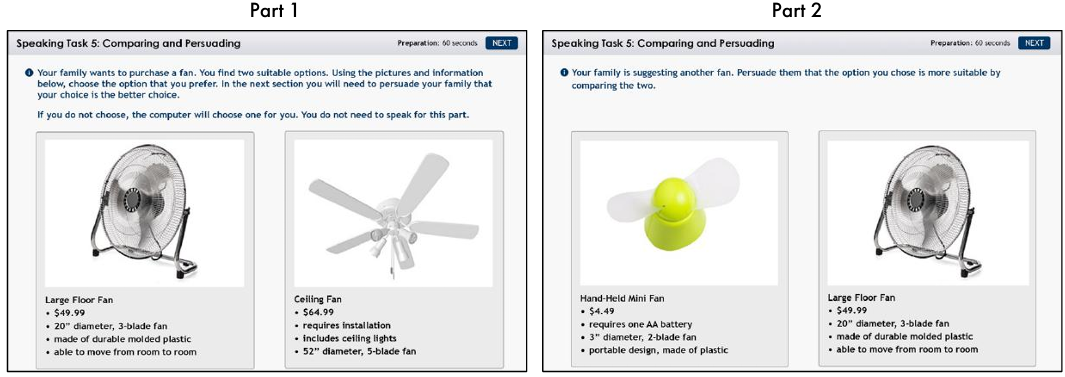 Part 1
Speaking Task 5: Comparing and Persuading
Preparation: 60 seconds
NEXT
Your family wants to purchase a fan. You find two suitable options. Using the pictures and information
below, choose the option that you prefer. In the next section you will need to persuade your family that
your choice is the better choice.
If you do not choose, the computer will choose one for you. You do not need to speak for this part.
Large Floor Fan
• $49.99
• 20" diameter, 3-blade fan
• made of durable molded plastic
• able to move from room to room
Ceiling Fan
• $64.99
• requires installation
• includes ceiling lights
• 52" diameter, 5-blade fan
Part 2
Speaking Task 5: Comparing and Persuading
Preparation: 60 seconds
NEXT
Your family is suggesting another fan. Persuade them that the option you chose is more suitable by
comparing the two.
Hand-Held Mini Fan
• $4.49
• requires one AA battery
• 3" diameter, 2-blade fan
• portable design, made of plastic
Large Floor Fan
• $49.99
• 20" diameter, 3-blade fan
• made of durable molded plastic
• able to move from room to room